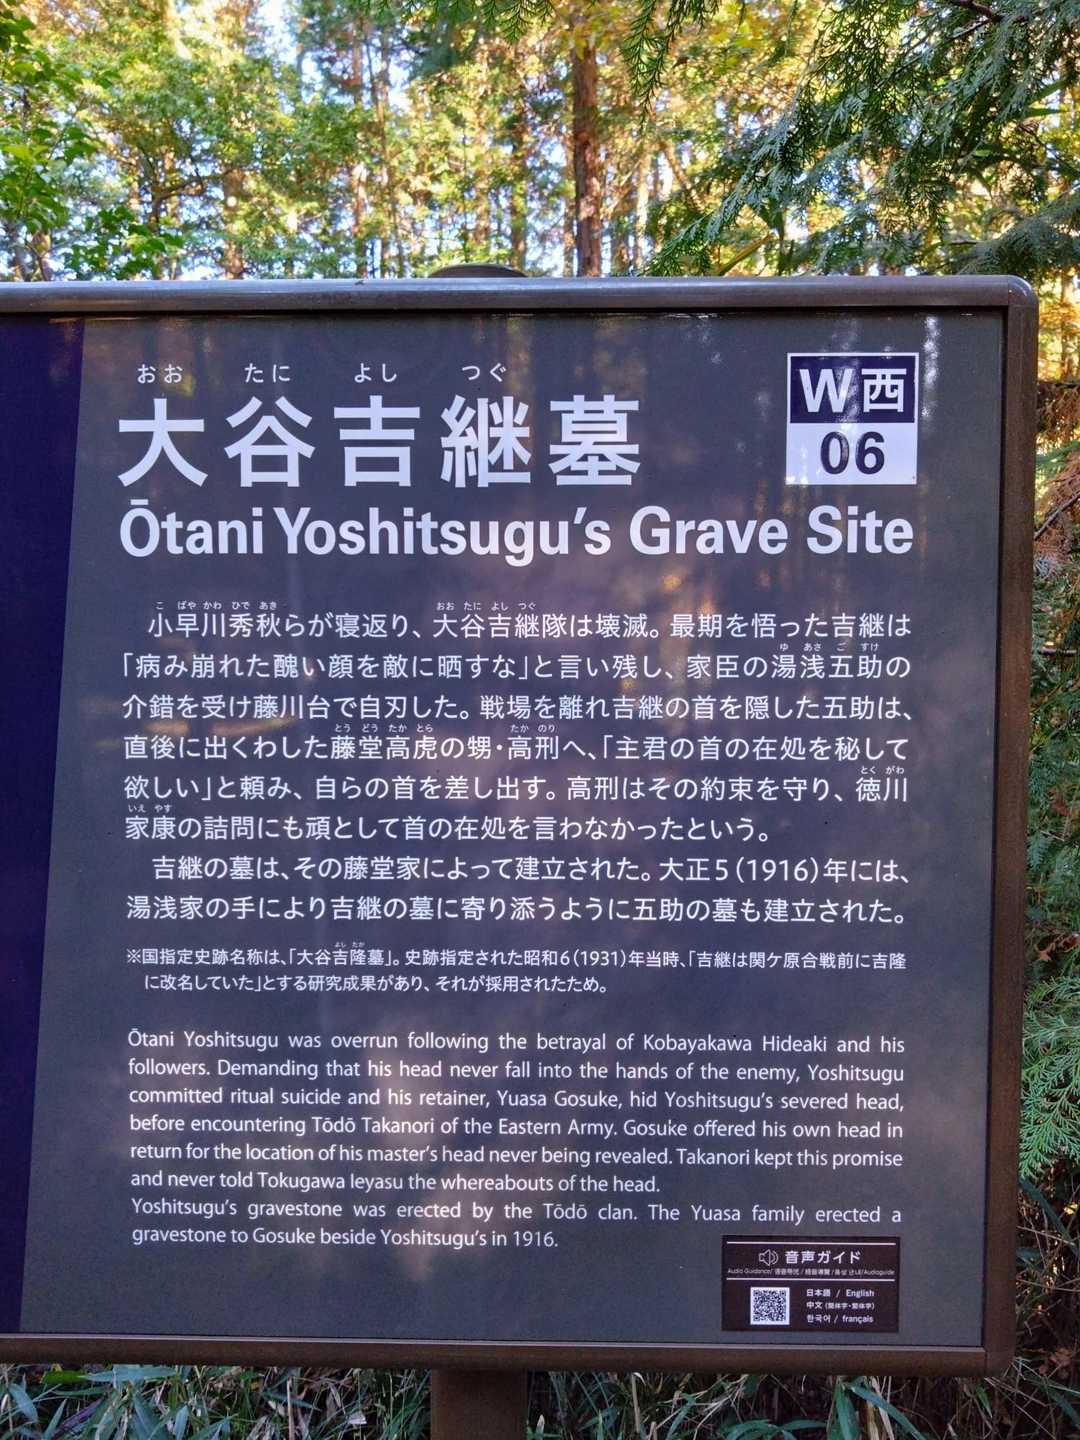 おお たに よし つぐ
大谷吉継墓
W西
06
Ōtani Yoshitsugu's Grave Site
こ ばや かわ ひで あき おお たに よし つぐ
小早川秀秋らが寝返り、大谷吉継隊は壊滅。最期を悟った吉継は
ゆ あさ ご すけ
「病み崩れた醜い顔を敵に晒すな」と言い残し、家臣の湯浅五助の
介錯を受け藤川台で自刃した。戦場を離れ吉継の首を隠した五助は、
とう どう たか とら たか のり
直後に出くわした藤堂高虎の甥・高刑へ、「主君の首の在処を秘して
とく がわ
欲しい」と頼み、自らの首を差し出す。高刑はその約束を守り、徳川
いえ やす
家康の詰問にも頑として首の在処を言わなかったという。
吉継の墓は、その藤堂家によって建立された。大正5(1916)年には、
湯浅家の手により吉継の墓に寄り添うように五助の墓も建立された。
よし たか
※国指定史跡名称は、「大谷吉隆墓」。史跡指定された昭和6(1931)年当時、「吉継は関ケ原合戦前に吉隆
に改名していた」とする研究成果があり、それが採用されたため。
Ōtani Yoshitsugu was overrun following the betrayal of Kobayakawa Hideaki and his
followers. Demanding that his head never fall into the hands of the enemy, Yoshitsugu
committed ritual suicide and his retainer, Yuasa Gosuke, hid Yoshitsugu's severed head,
before encountering Tōdō Takanori of the Eastern Army. Gosuke offered his own head in
return for the location of his master's head never being revealed. Takanori kept this promise
and never told Tokugawa Ieyasu the whereabouts of the head.
Yoshitsugu's gravestone was erected by the Tōdō clan. The Yuasa family erected a
gravestone to Gosuke beside Yoshitsugu's in 1916.
音声ガイド
Audio Guidance/ 语音导览 / 語音導覽 /음성 안내/Audioguide
日本語 / English
中文(簡体字・繁体字)
한국어 / français